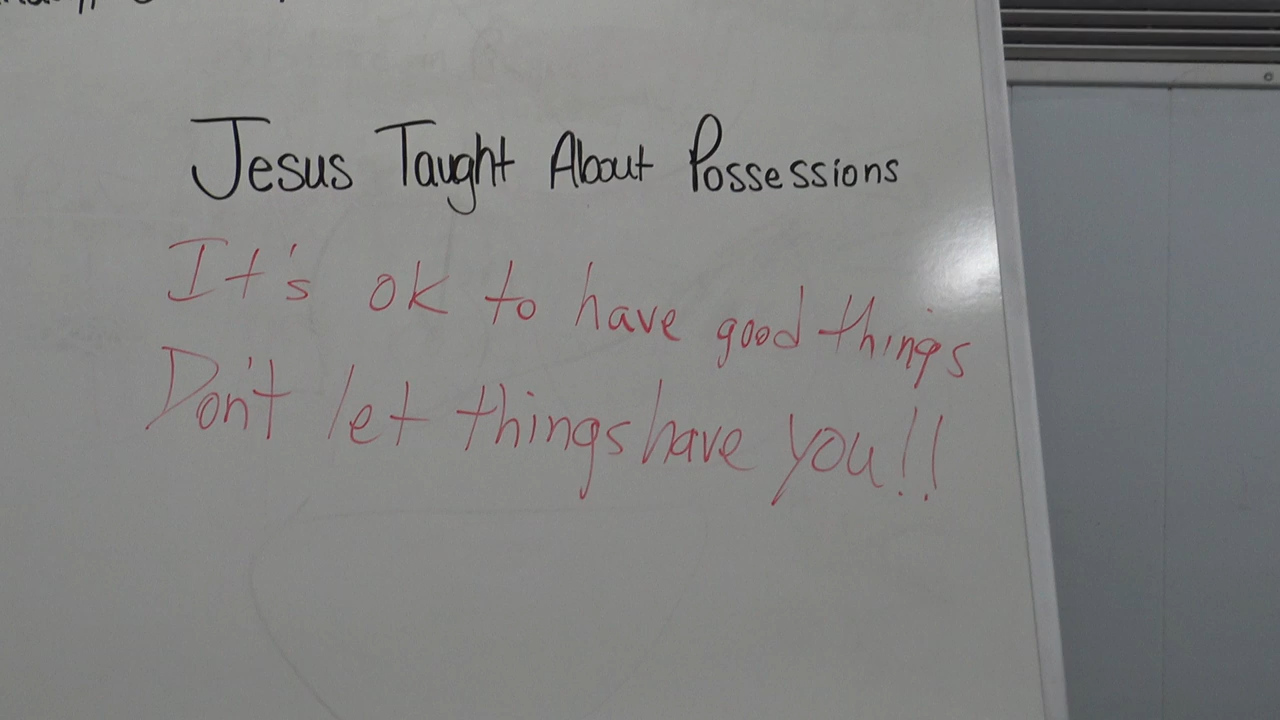 Jesus Taught About Possessions
It's ok to have good things
Don't let things have you!!